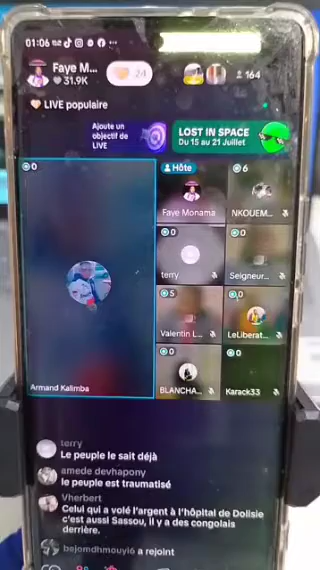 01:06
Faye M...
31.9K
24
164
LIVE populaire
Ajoute un
objectif de
LIVE
LOST IN SPACE
Du 15 au 21 Juillet
0
Hôte
Faye Monama
6
NKOUEM...
0
terry
0
Seigneur...
5
Valentin L...
0
LeLiberat...
0
BLANCHA...
0
Karack33
Armand Kalimba
terry
Le peuple le sait déjà
amede devhapony
le peuple est traumatisé
Vherbert
Celui qui a volé l'argent à l'hôpital de Dolisie
c'est aussi Sassou, il y a des congolais
derrière.
bajomdhmouyi6 a rejoint